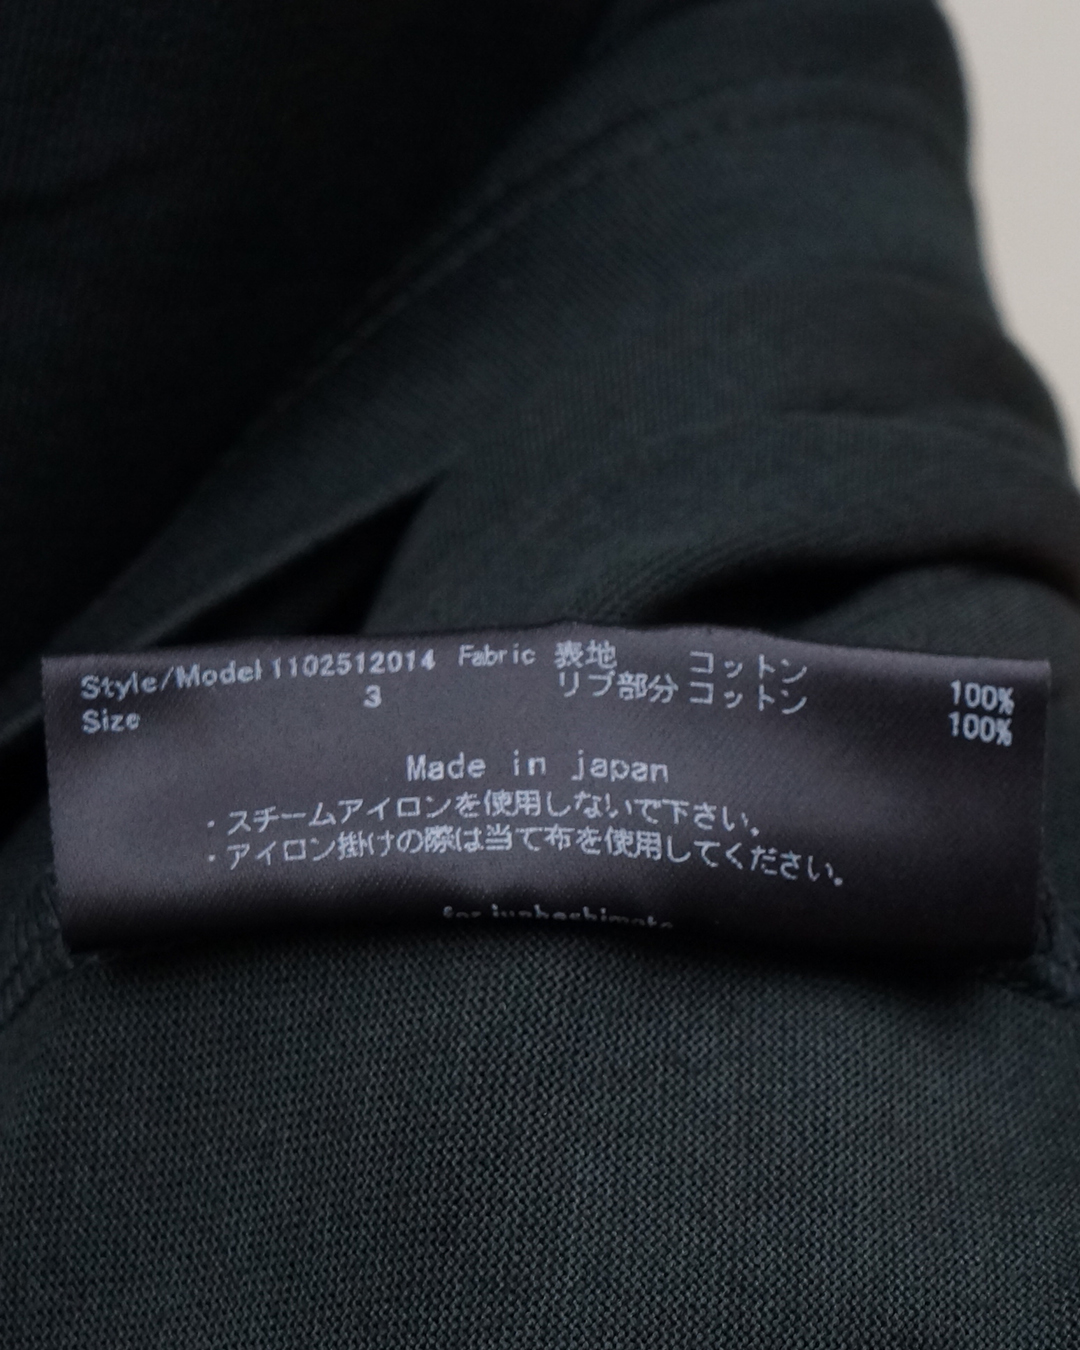 Style/Model 1102512014 Fabric 表地 コットン 100%
Size 3 リブ部分 コットン 100%
Made in japan
・スチームアイロンを使用しないで下さい。
・アイロン掛けの際は当て布を使用してください。
for junhashimoto